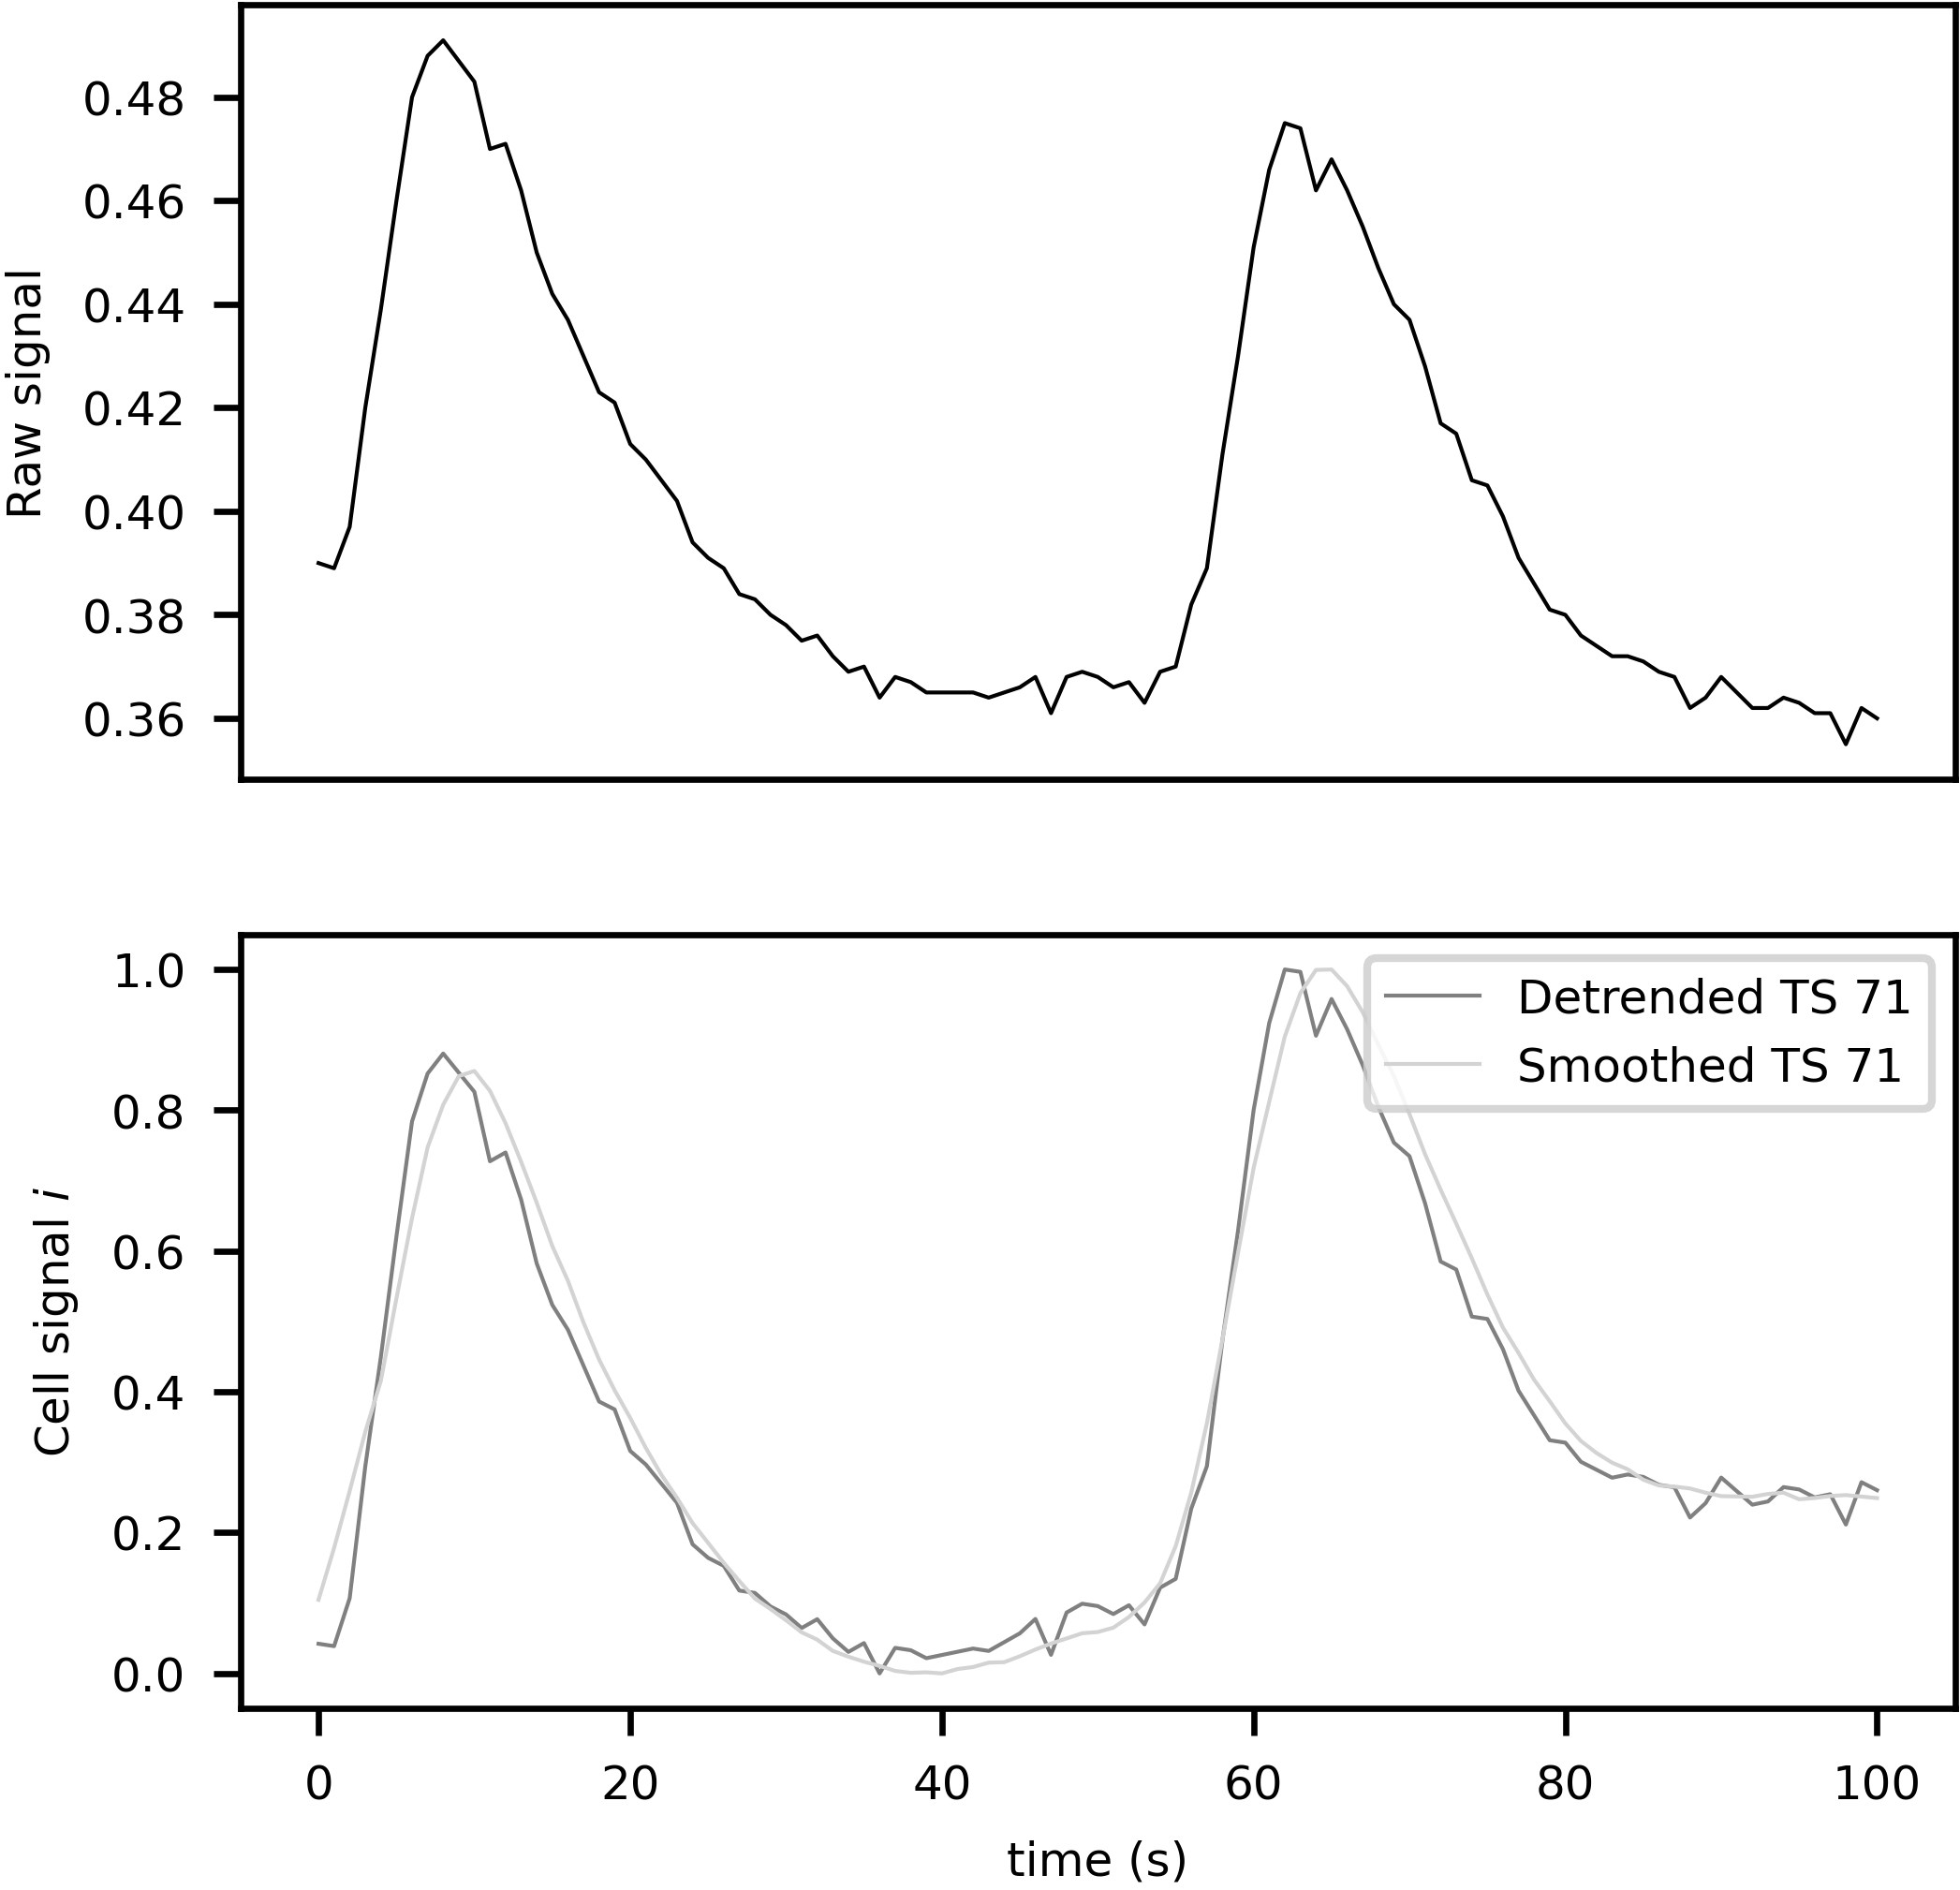 Raw signal
0.48
0.46
0.44
0.42
0.40
0.38
0.36
Cell signal i
1.0
0.8
0.6
0.4
0.2
0.0
Detrended TS 71
Smoothed TS 71
0 20 40 60 80 100
time (s)